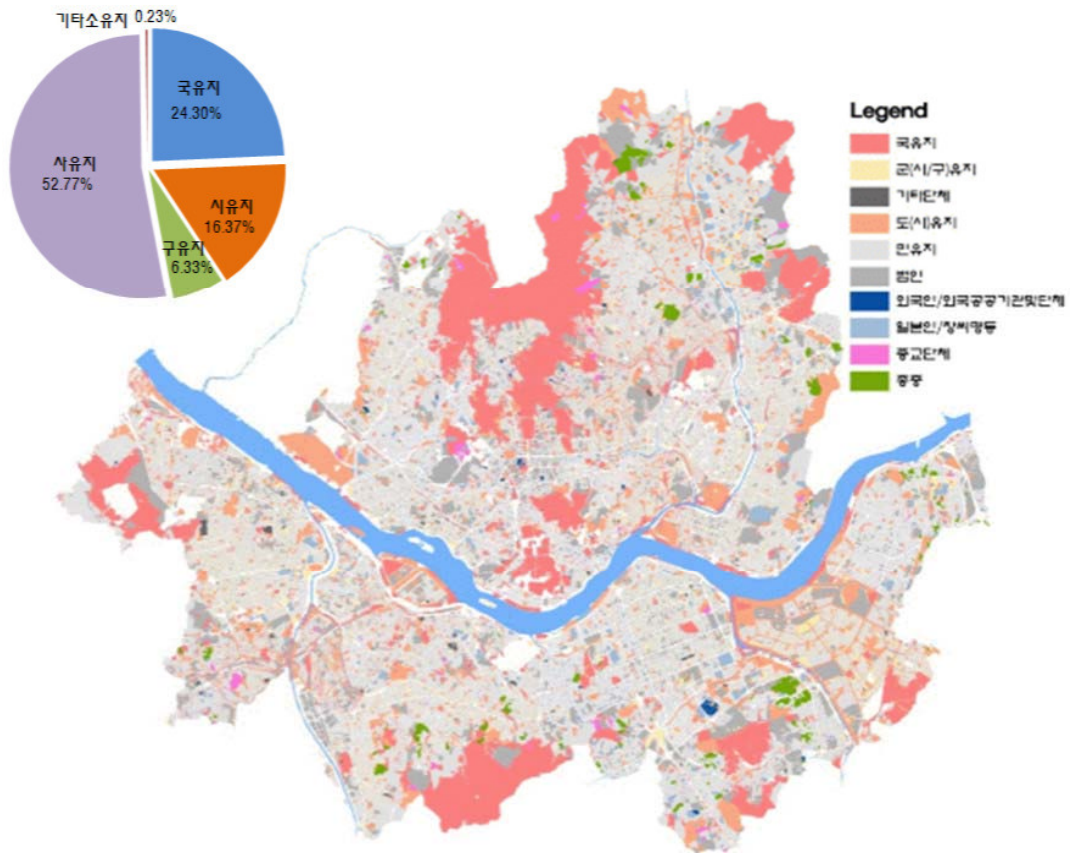 기타소유지 0.23%
국유지
24.30%
사유지
52.77%
시유지
16.37%
구유지
6.33%
Legend
국유지
군(시/구)유지
기타단체
도(시)유지
민유지
법인
외국인/외국공공기관및단체
일본인/창씨명등
종교단체
종중